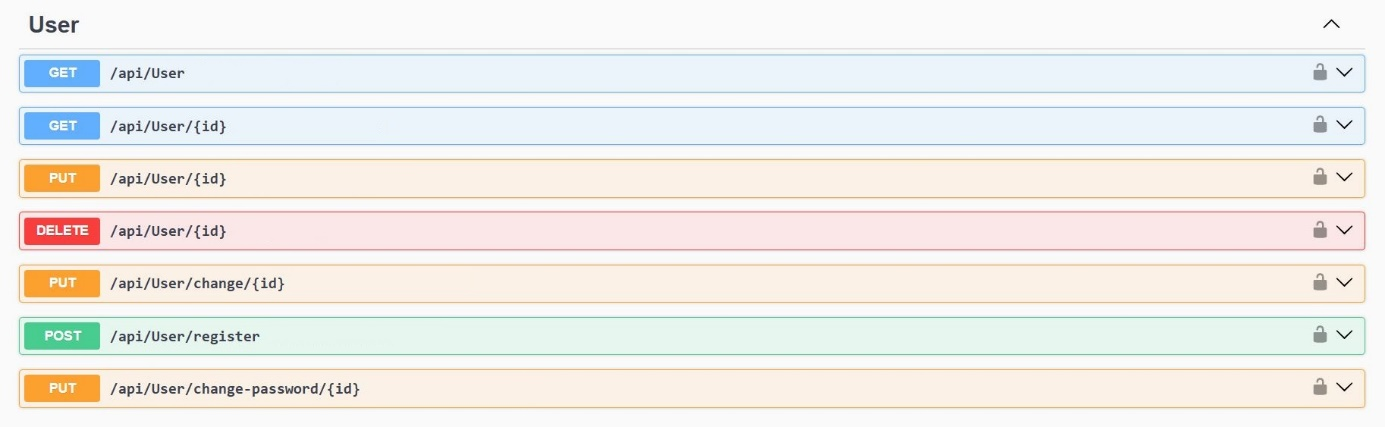 User
GET /api/User
GET /api/User/{id}
PUT /api/User/{id}
DELETE /api/User/{id}
PUT /api/User/change/{id}
POST /api/User/register
PUT /api/User/change-password/{id}